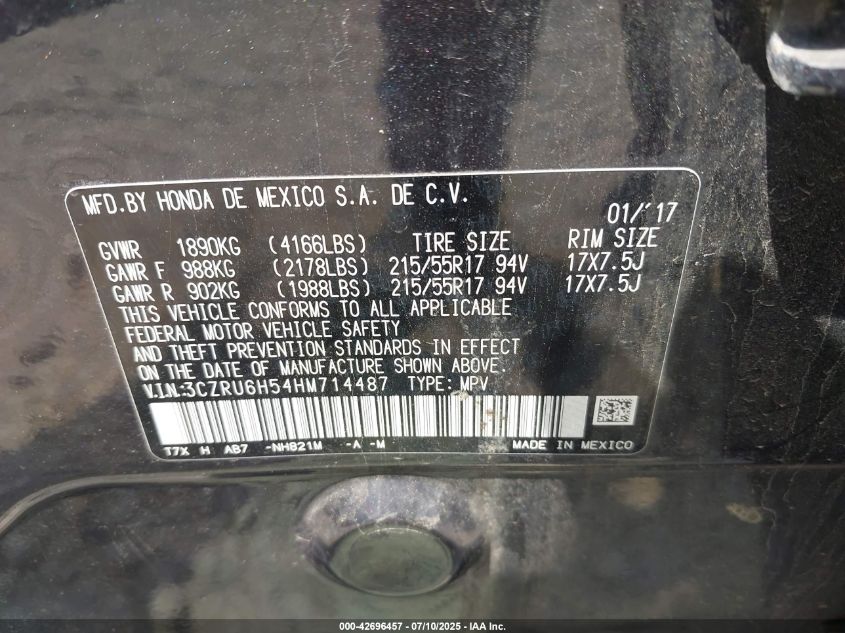 MFD.BY HONDA DE MEXICO S.A. DE C.V. 01/'17
GVWR 1890KG (4166LBS) TIRE SIZE RIM SIZE
GAWR F 988KG (2178LBS) 215/55R17 94V 17X7.5J
GAWR R 902KG (1988LBS) 215/55R17 94V 17X7.5J
THIS VEHICLE CONFORMS TO ALL APPLICABLE
FEDERAL MOTOR VEHICLE SAFETY
AND THEFT PREVENTION STANDARDS IN EFFECT
ON THE DATE OF MANUFACTURE SHOWN ABOVE.
V.I.N:3CZRU6H54HM714487 TYPE: MPV
T7X H AB7 -NH821M -A -M MADE IN MEXICO
000-42696457 - 07/10/2025 - IAA Inc.